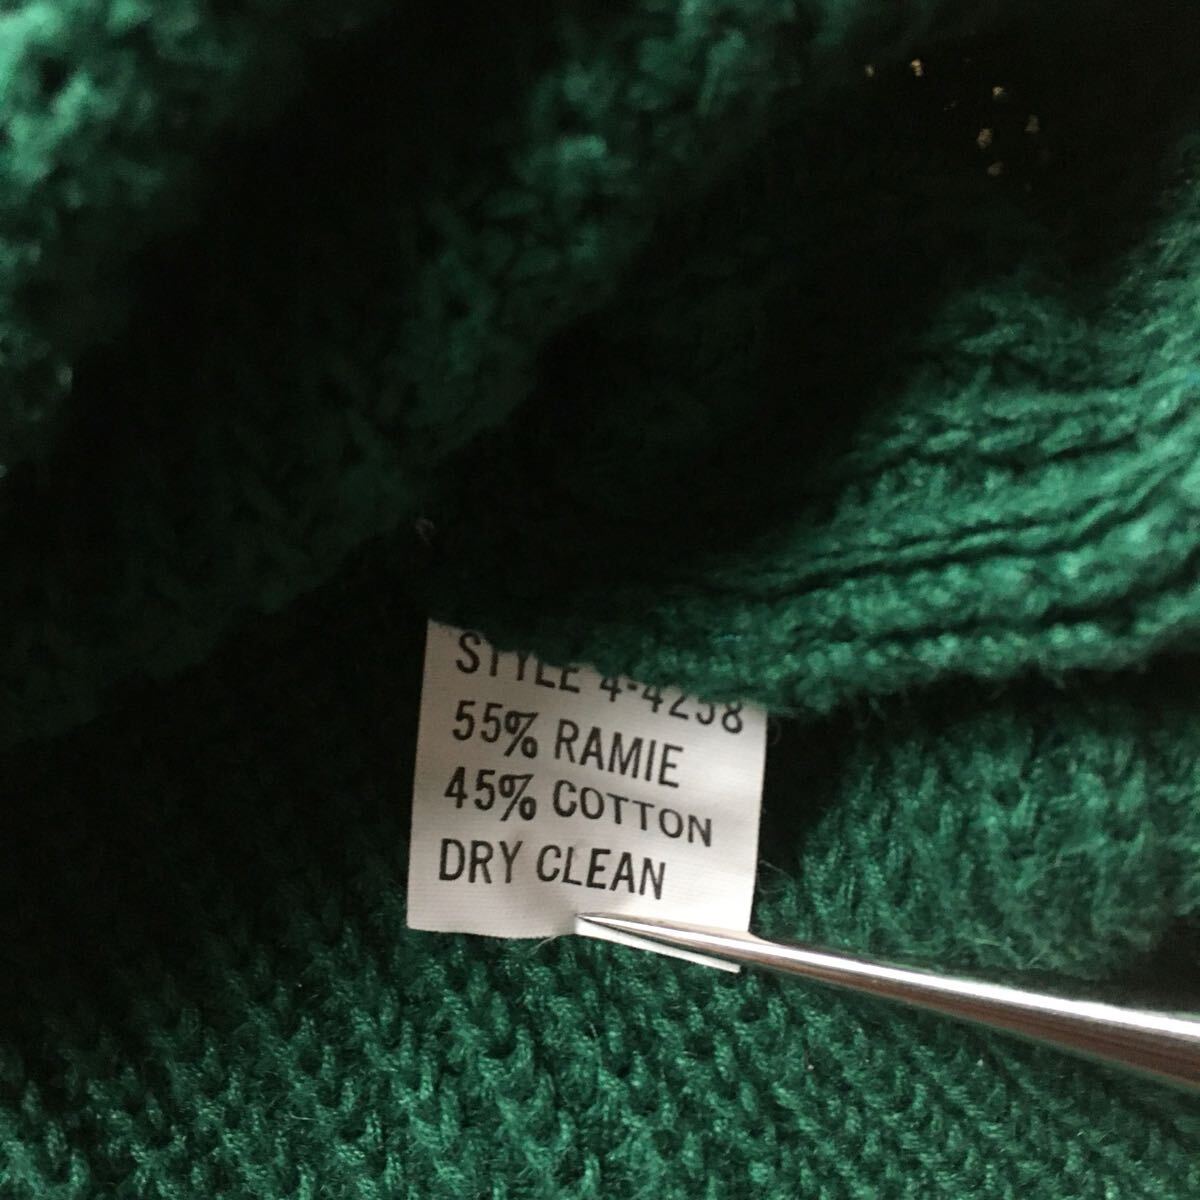 STYLE 4-4258
55% RAMIE
45% COTTON
DRY CLEAN